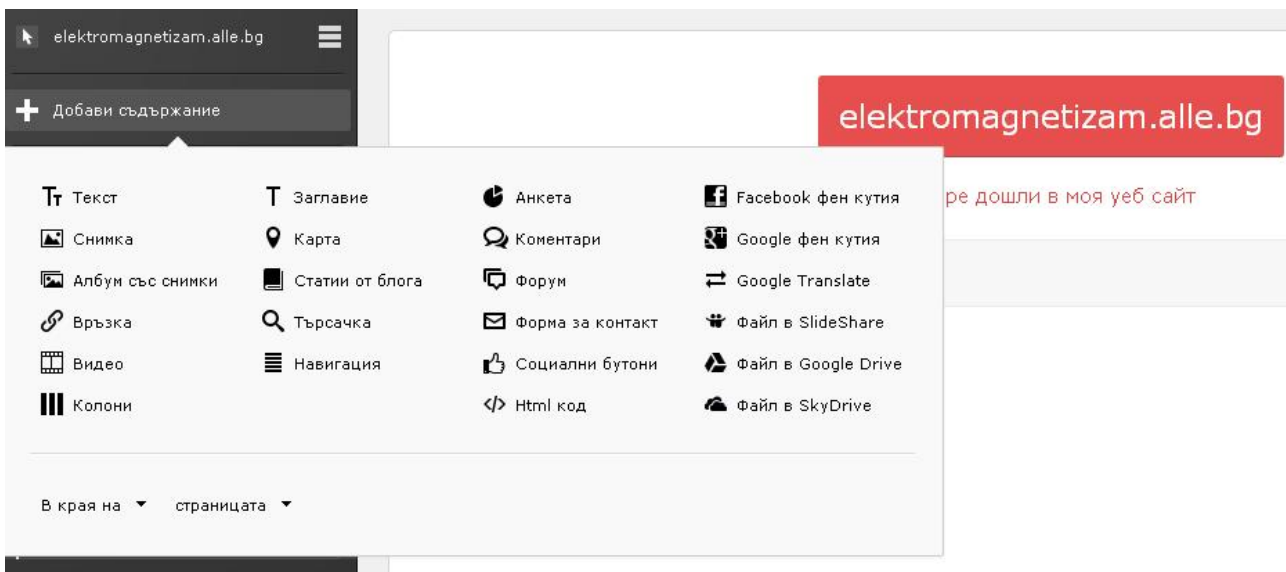 elektromagnetizam.alle.bg
Добави съдържание
elektromagnetizam.alle.bg
ре дошли в моя уеб сайт
Текст
Заглавие
Анкета
Facebook фен кутия
Снимка
Карта
Коментари
Google фен кутия
Албум със снимки
Статии от блога
Форум
Google Translate
Връзка
Търсачка
Форма за контакт
Файл в SlideShare
Видео
Навигация
Социални бутони
Файл в Google Drive
Колони
Html код
Файл в SkyDrive
В края на
страницата